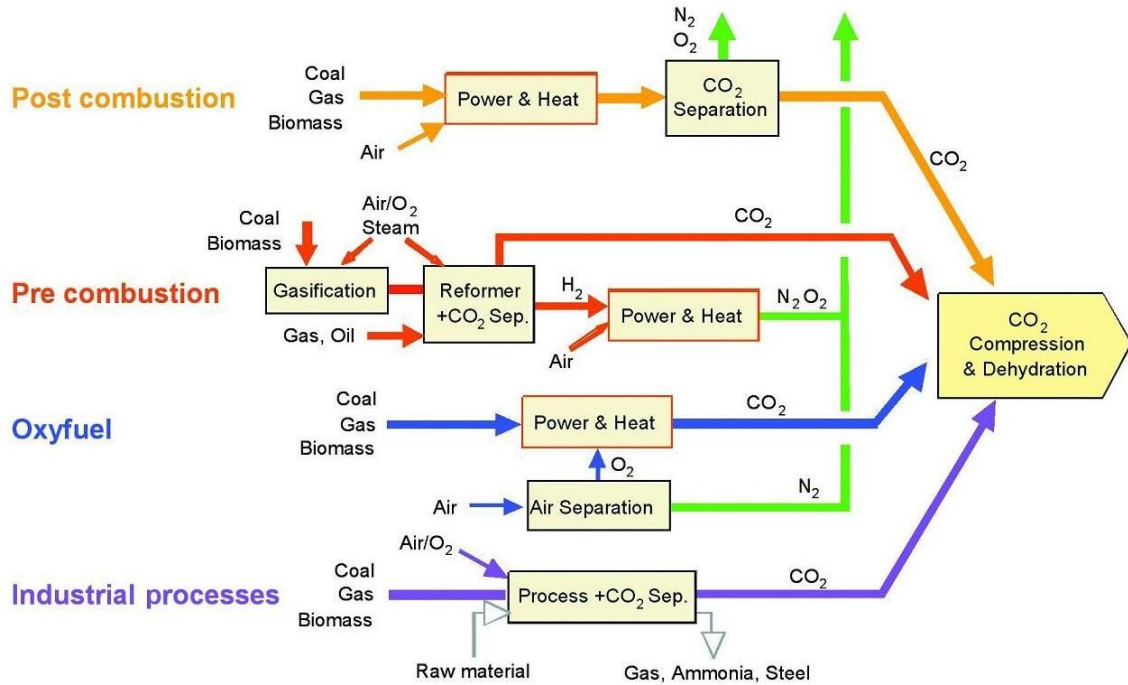 N₂
O₂
Coal
Gas
Biomass
Post combustion
Power & Heat
CO₂
Separation
Air
CO₂
Air/O₂
Steam
Coal
Biomass
CO₂
Pre combustion
Gasification
Reformer
+CO₂ Sep.
H₂
Power & Heat
N₂O₂
Gas, Oil
Air
CO₂
Compression
& Dehydration
Coal
Gas
Biomass
Oxyfuel
Power & Heat
CO₂
O₂
Air
Air Separation
N₂
Air/O₂
Coal
Gas
Biomass
Industrial processes
Process +CO₂ Sep.
CO₂
Raw material
Gas, Ammonia, Steel